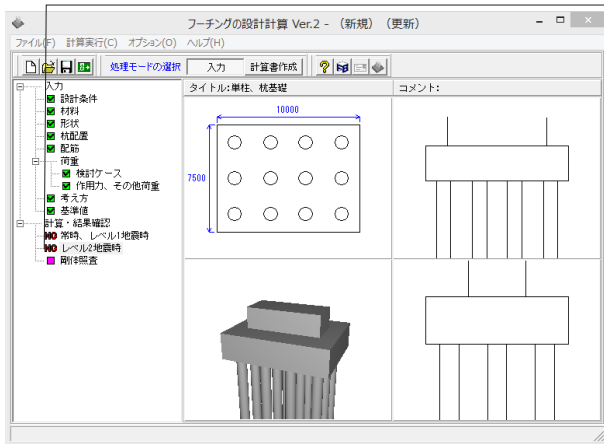 フーチングの設計計算 Ver.2 - （新規）（更新）
ファイル(F) 計算実行(C) オプション(O) ヘルプ(H)
処理モードの選択 入力 計算書作成
入力
設計条件
材料
形状
杭配置
配筋
荷重
検討ケース
作用力、その他荷重
考え方
基準値
計算・結果確認
NO 常時、レベル1地震時
NO レベル2地震時
剛体照査
タイトル:単柱、杭基礎
コメント:
10000
7500